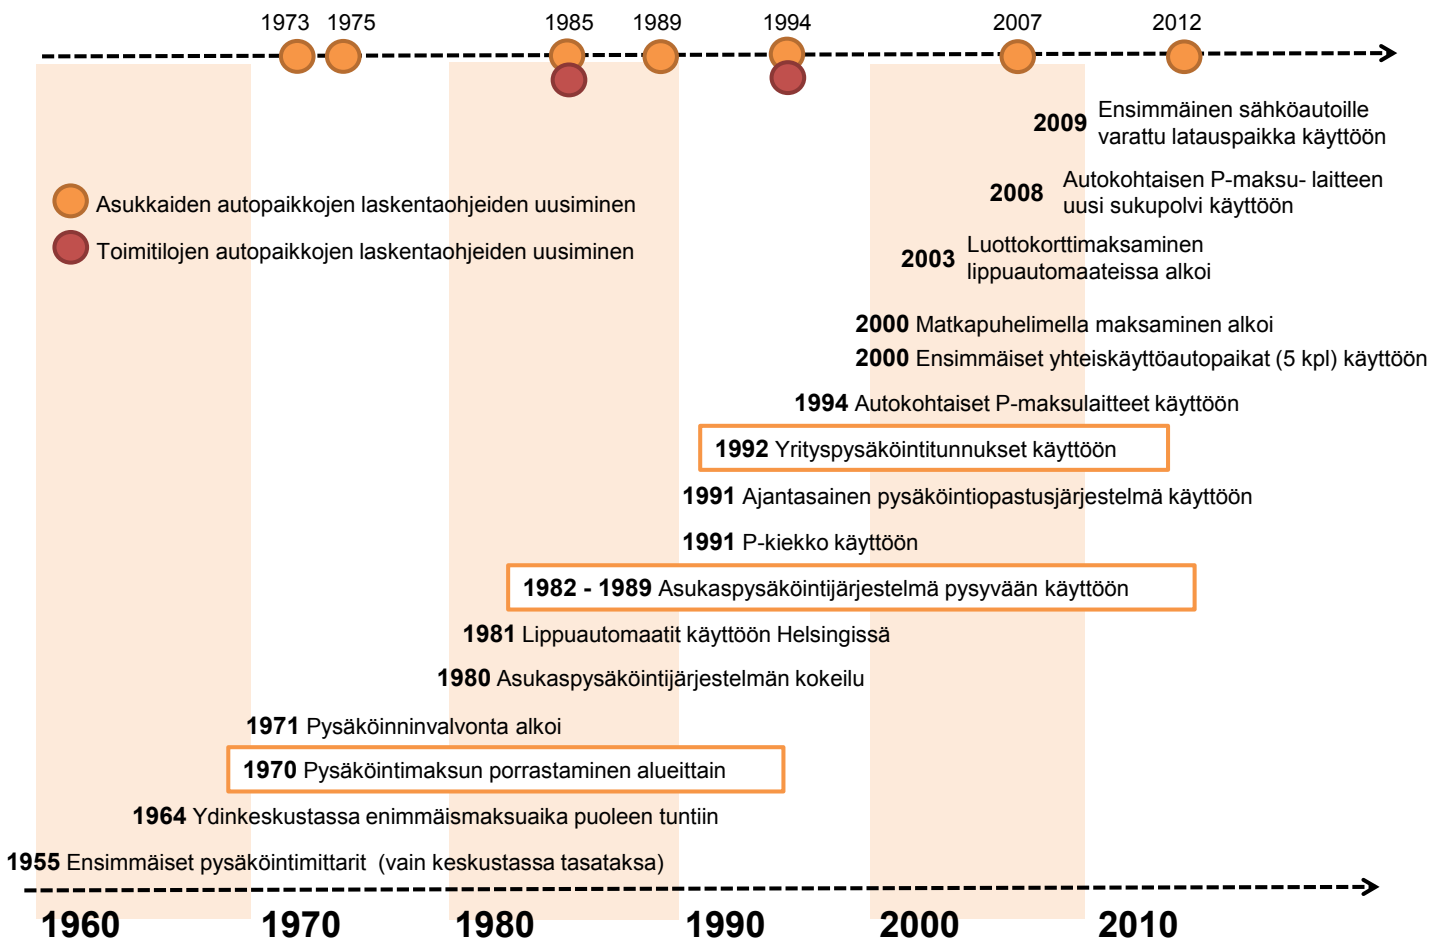 1973 1975 1985 1989 1994 2007 2012
2009 Ensimmäinen sähköautoille
varattu latauspaikka käyttöön
2008 Autokohtaisen P-maksu- laitteen
uusi sukupolvi käyttöön
Asukkaiden autopaikkojen laskentaohjeiden uusiminen
Toimitilojen autopaikkojen laskentaohjeiden uusiminen
2003 Luottokorttimaksaminen
lippuautomaateissa alkoi
2000 Matkapuhelimella maksaminen alkoi
2000 Ensimmäiset yhteiskäyttöautopaikat (5 kpl) käyttöön
1994 Autokohtaiset P-maksulaitteet käyttöön
1992 Yrityspysäköintitunnukset käyttöön
1991 Ajantasainen pysäköintiopastusjärjestelmä käyttöön
1991 P-kiekko käyttöön
1982 - 1989 Asukaspysäköintijärjestelmä pysyvään käyttöön
1981 Lippuautomaatit käyttöön Helsingissä
1980 Asukaspysäköintijärjestelmän kokeilu
1971 Pysäköinninvalvonta alkoi
1970 Pysäköintimaksun porrastaminen alueittain
1964 Ydinkeskustassa enimmäismaksuaika puoleen tuntiin
1955 Ensimmäiset pysäköintimittarit (vain keskustassa tasataksa)
1960 1970 1980 1990 2000 2010